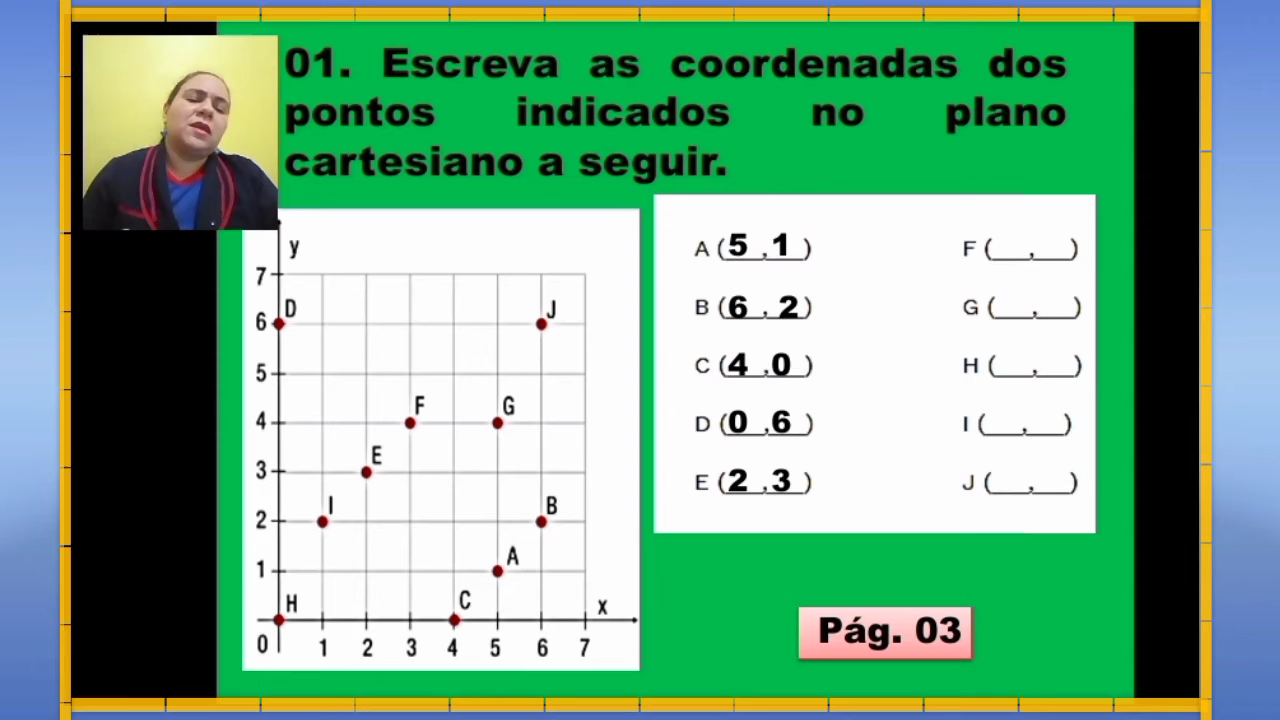 01. Escreva as coordenadas dos
pontos indicados no plano
cartesiano a seguir.
y
7
D
6
J
5
F
G
4
E
3
I
B
2
A
1
H
C
x
0 1 2 3 4 5 6 7
A (5 ,1 )
B (6 , 2 )
C (4 ,0 )
D (0 ,6 )
E (2 ,3 )
F (___,___)
G (___,___)
H (___,___)
I (___,___)
J (___,___)
Pág. 03